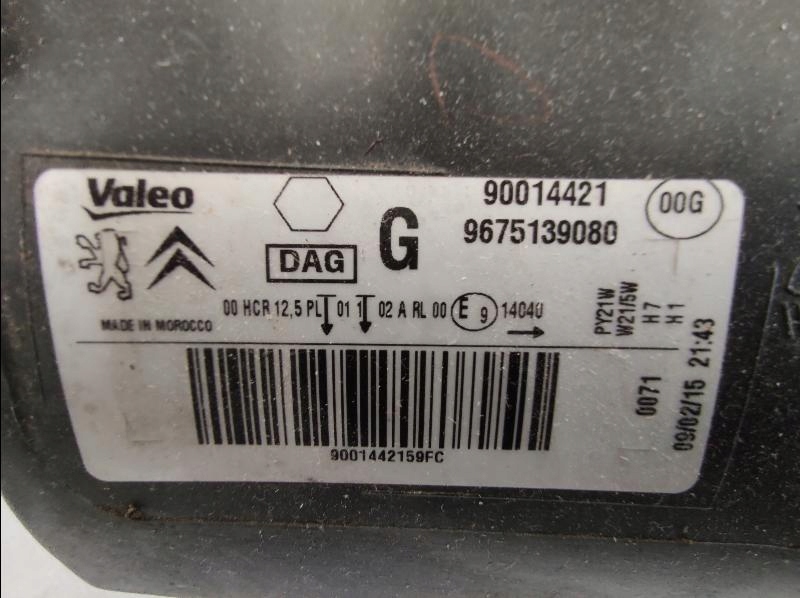 Valeo
90014421
00G
G
9675139080
DAG
00 HCR 12,5 PL 01 1 02 A RL 00 E 9 14040
MADE IN MOROCCO
PY21W
W21/5W
H7
H1
0071
09/02/15 21:43
9001442159FC